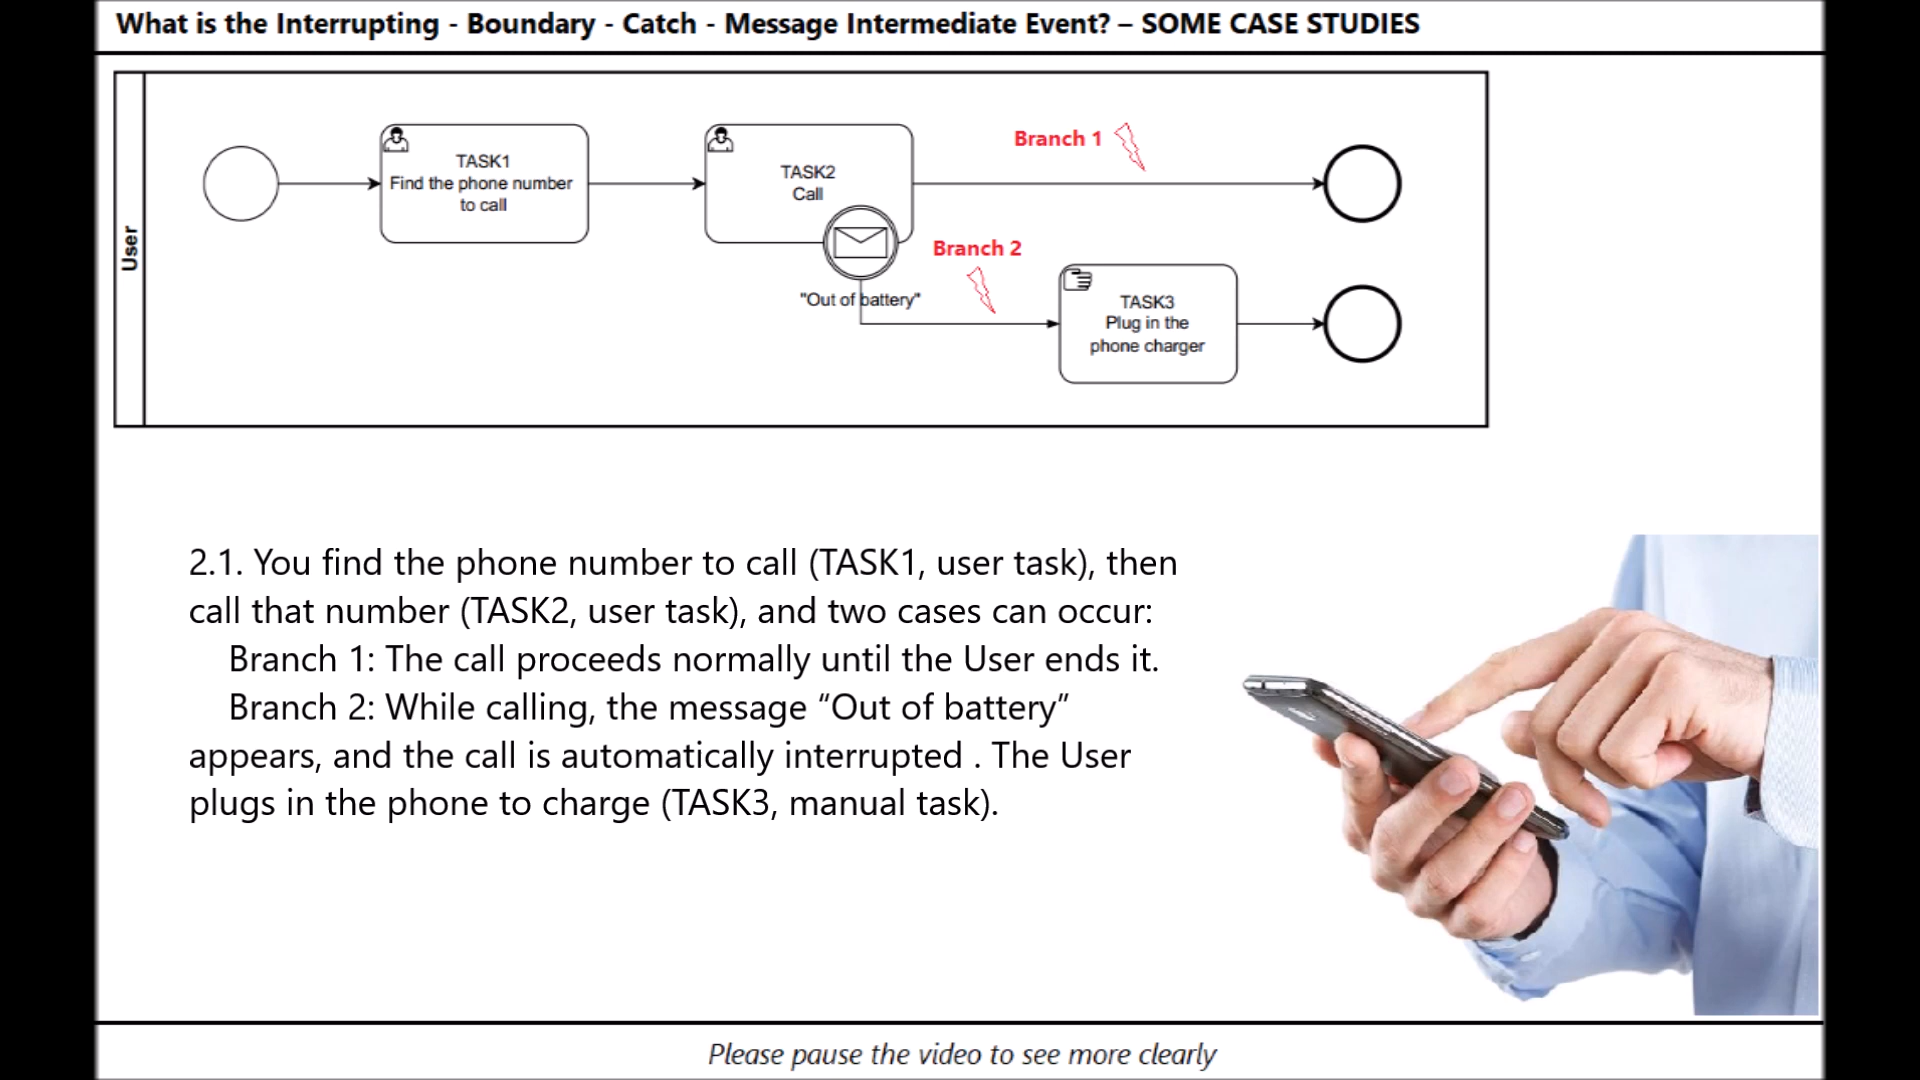 What is the Interrupting - Boundary - Catch - Message Intermediate Event? – SOME CASE STUDIES
User
TASK1
Find the phone number
to call
TASK2
Call
Branch 1
Branch 2
"Out of battery"
TASK3
Plug in the
phone charger
2.1. You find the phone number to call (TASK1, user task), then
call that number (TASK2, user task), and two cases can occur:
Branch 1: The call proceeds normally until the User ends it.
Branch 2: While calling, the message “Out of battery”
appears, and the call is automatically interrupted . The User
plugs in the phone to charge (TASK3, manual task).
Please pause the video to see more clearly